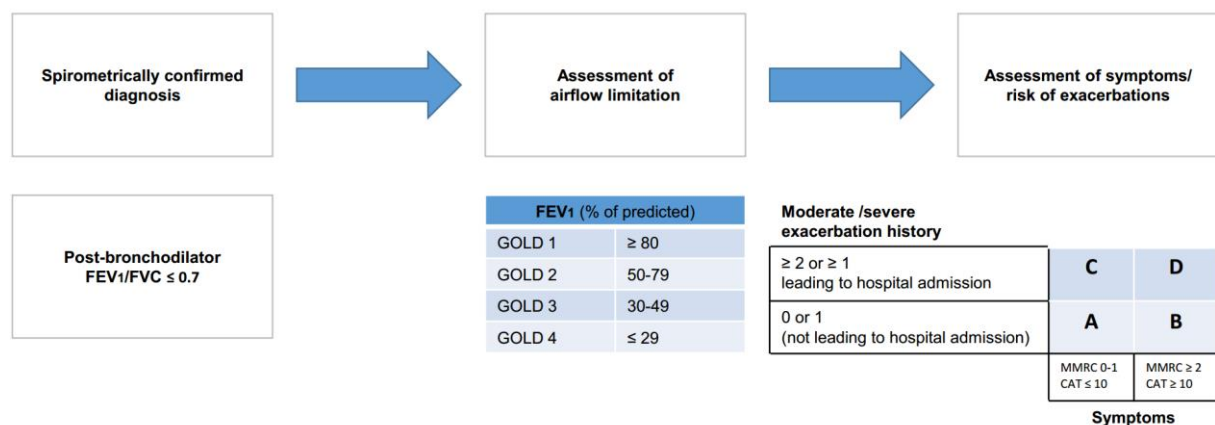 Spirometrically confirmed
diagnosis
Assessment of
airflow limitation
Assessment of symptoms/
risk of exacerbations
Post-bronchodilator
FEV1/FVC ≤ 0.7
FEV1 (% of predicted)
GOLD 1 ≥ 80
GOLD 2 50-79
GOLD 3 30-49
GOLD 4 ≤ 29
Moderate /severe
exacerbation history
≥ 2 or ≥ 1
leading to hospital admission
C D
0 or 1
(not leading to hospital admission)
A B
MMRC 0-1
CAT ≤ 10
MMRC ≥ 2
CAT ≥ 10
Symptoms